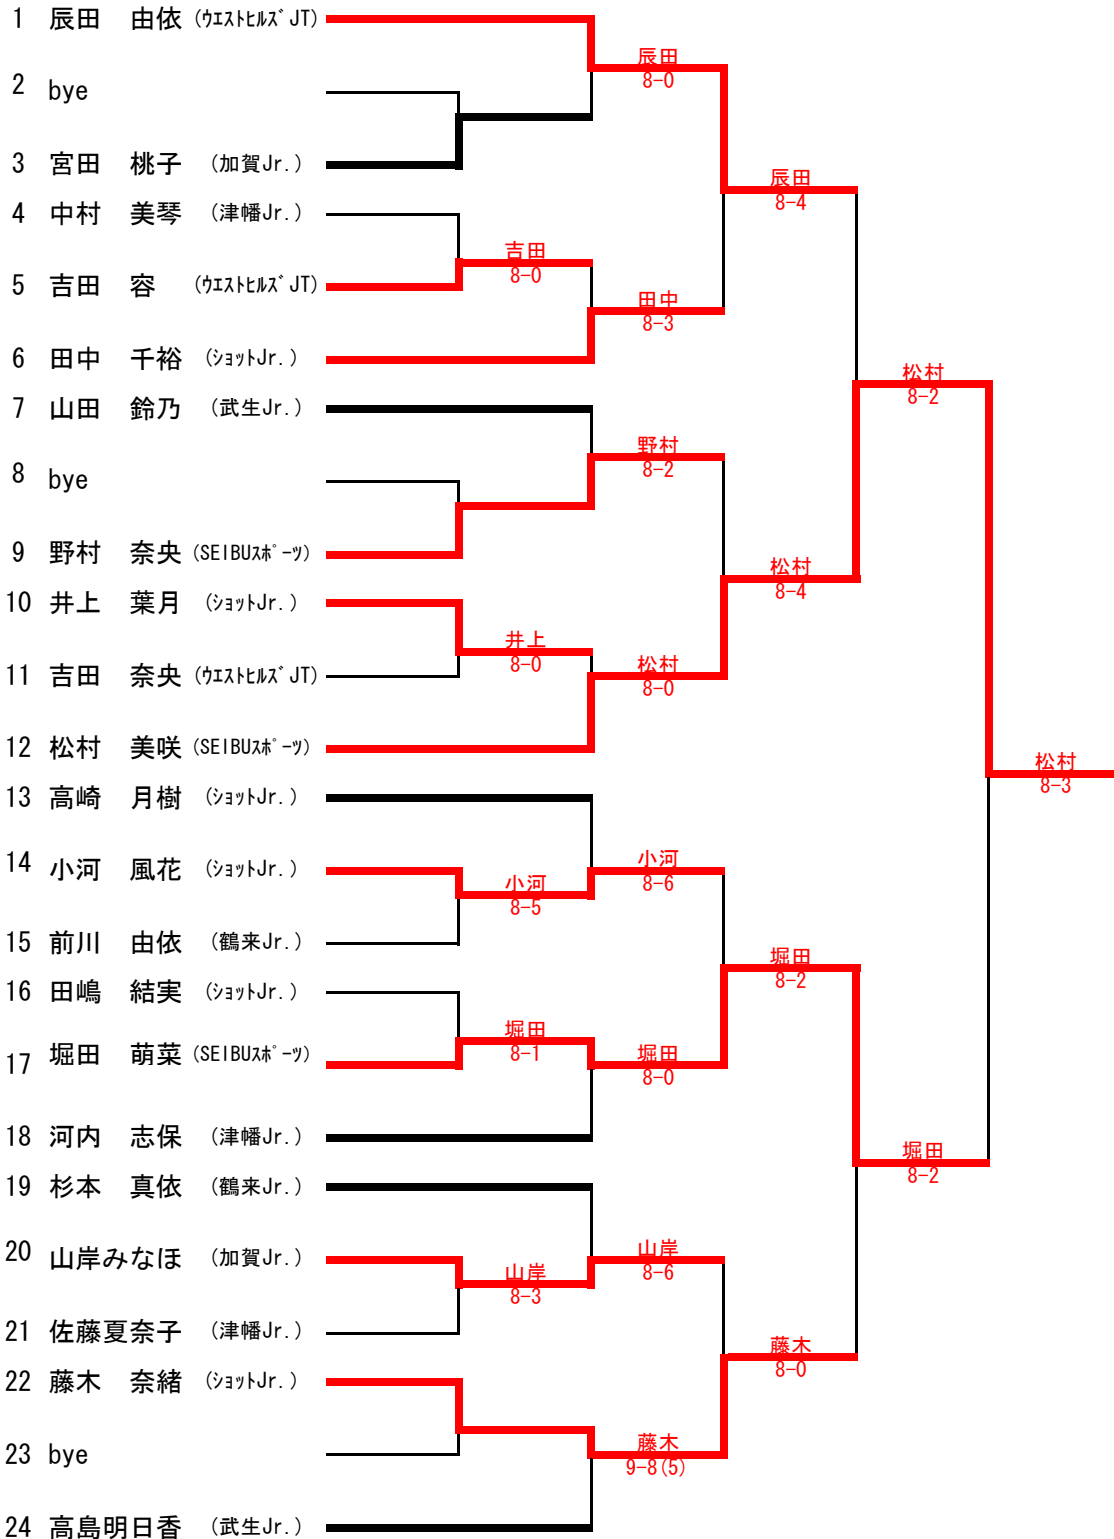 1 辰田　由依 (ｳｴｽﾄﾋﾙｽﾞJT)
辰田
8-0
2 bye
3 宮田　桃子 (加賀Jr.)
辰田
8-4
4 中村　美琴 (津幡Jr.)
吉田
8-0
5 吉田　容 (ｳｴｽﾄﾋﾙｽﾞJT)
田中
8-3
6 田中　千裕 (ｼｮｯﾄJr.)
松村
8-2
7 山田　鈴乃 (武生Jr.)
野村
8-2
8 bye
9 野村　奈央 (SEIBUｽﾎﾟｰﾂ)
松村
8-4
10 井上　葉月 (ｼｮｯﾄJr.)
井上
8-0
11 吉田　奈央 (ｳｴｽﾄﾋﾙｽﾞJT)
松村
8-0
12 松村　美咲 (SEIBUｽﾎﾟｰﾂ)
松村
8-3
13 高崎　月樹 (ｼｮｯﾄJr.)
14 小河　風花 (ｼｮｯﾄJr.)
小河
8-6
小河
8-5
15 前川　由依 (鶴来Jr.)
堀田
8-2
16 田嶋　結実 (ｼｮｯﾄJr.)
堀田
8-1
17 堀田　萌菜 (SEIBUｽﾎﾟｰﾂ)
堀田
8-0
18 河内　志保 (津幡Jr.)
堀田
8-2
19 杉本　真依 (鶴来Jr.)
20 山岸みなほ (加賀Jr.)
山岸
8-6
山岸
8-3
21 佐藤夏奈子 (津幡Jr.)
藤木
8-0
22 藤木　奈緒 (ｼｮｯﾄJr.)
23 bye
藤木
9-8(5)
24 高島明日香 (武生Jr.)